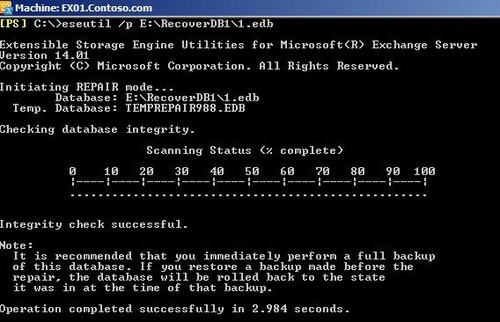 Machine: EX01.Contoso.com
[PS] C:\>eseutil /p E:\RecoverDB1\1.edb
Extensible Storage Engine Utilities for Microsoft(R) Exchange Server
Version 14.01
Copyright (C) Microsoft Corporation. All Rights Reserved.
Initiating REPAIR mode...
Database: E:\RecoverDB1\1.edb
Temp. Database: TEMPREPAIR988.EDB
Checking database integrity.
Scanning Status (% complete)
0 10 20 30 40 50 60 70 80 90 100
|----|----|----|----|----|----|----|----|----|----|
...................................................
Integrity check successful.
Note:
It is recommended that you immediately perform a full backup
of this database. If you restore a backup made before the
repair, the database will be rolled back to the state
it was in at the time of that backup.
Operation completed successfully in 2.984 seconds.